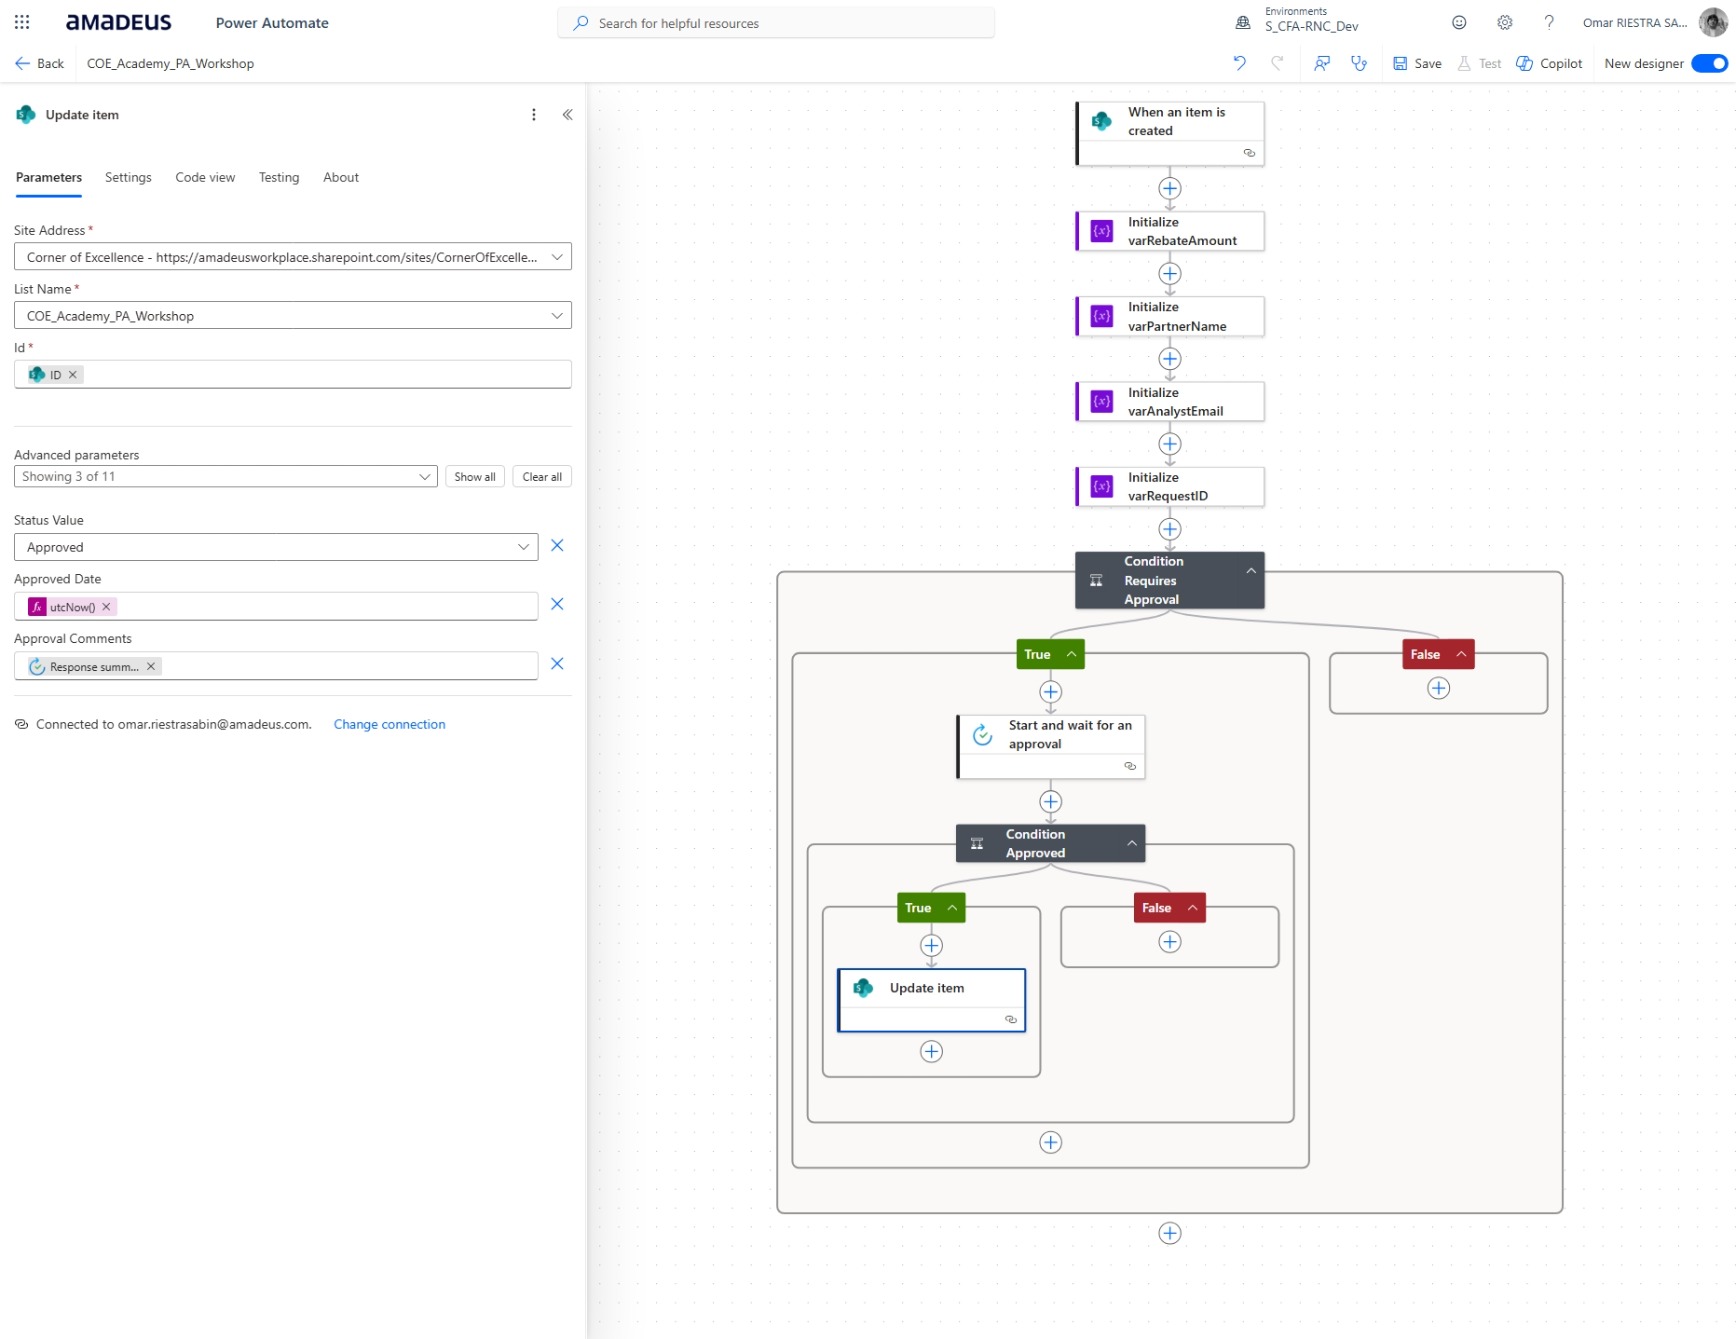 amadeus
Power Automate
Search for helpful resources
Environments
S_CFA-RNC_Dev
Omar RIESTRA SA...
Back
COE_Academy_PA_Workshop
Save
Test
Copilot
New designer
Update item
Parameters
Settings
Code view
Testing
About
Site Address *
Corner of Excellence - https://amadeusworkplace.sharepoint.com/sites/CornerOfExcelle...
List Name *
COE_Academy_PA_Workshop
Id *
ID
Advanced parameters
Showing 3 of 11
Show all
Clear all
Status Value
Approved
Approved Date
fx utcNow()
Approval Comments
Response summ...
Connected to omar.riestrasabin@amadeus.com.
Change connection
When an item is
created
{x}
Initialize
varRebateAmount
{x}
Initialize
varPartnerName
{x}
Initialize
varAnalystEmail
{x}
Initialize
varRequestID
Condition
Requires
Approval
True
False
Start and wait for an
approval
Condition
Approved
True
False
Update item